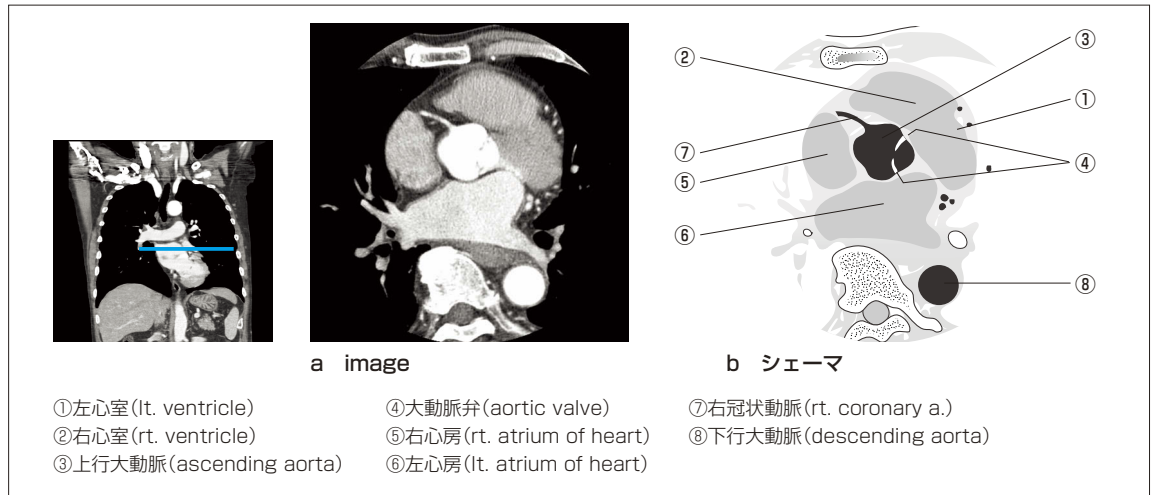 ②
③
①
⑦
④
⑤
⑥
⑧
a image
b シェーマ
①左心室(lt. ventricle)
②右心室(rt. ventricle)
③上行大動脈(ascending aorta)
④大動脈弁(aortic valve)
⑤右心房(rt. atrium of heart)
⑥左心房(lt. atrium of heart)
⑦右冠状動脈(rt. coronary a.)
⑧下行大動脈(descending aorta)